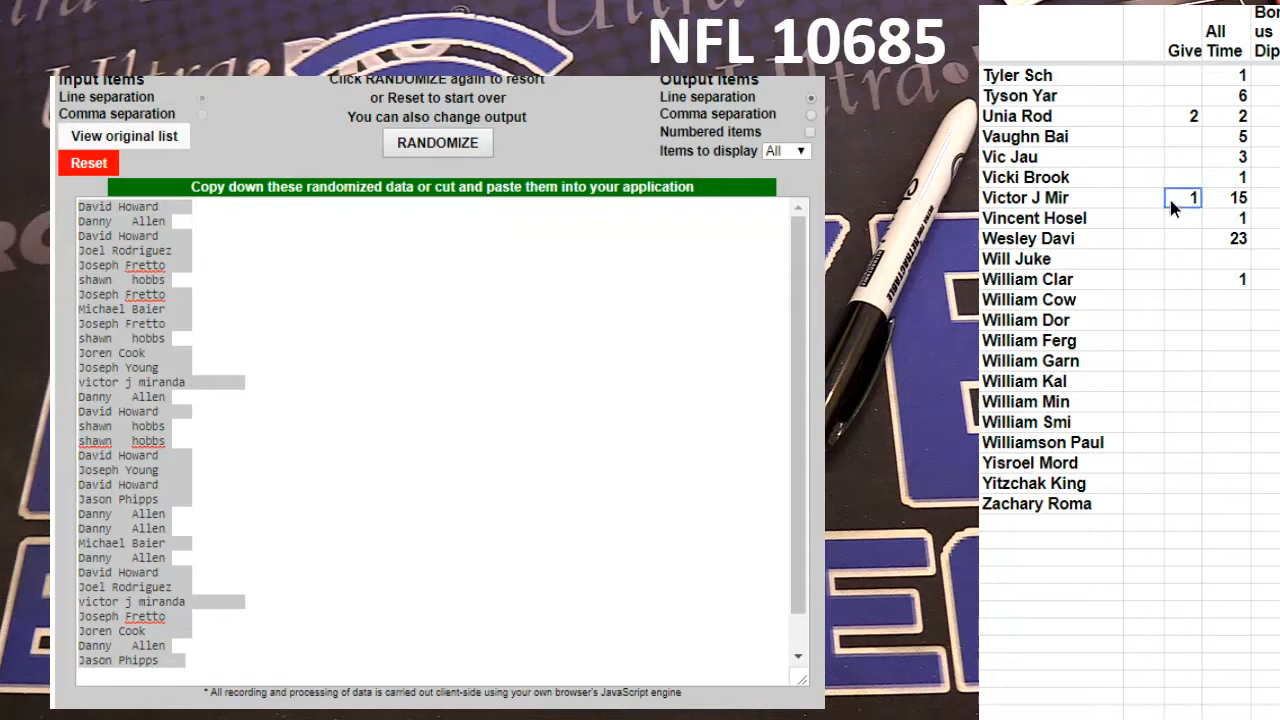 NFL 10685
Input Items
Line separation
Comma separation
View original list
Reset
Click RANDOMIZE again to resort
or Reset to start over
You can also change output
RANDOMIZE
Output Items
Line separation
Comma separation
Numbered items
Items to display All
Copy down these randomized data or cut and paste them into your application
David Howard
Danny Allen
David Howard
Joel Rodriguez
Joseph Fretto
shawn hobbs
Joseph Fretto
Michael Baier
Joseph Fretto
shawn hobbs
Joren Cook
Joseph Young
victor j miranda
Danny Allen
David Howard
shawn hobbs
shawn hobbs
David Howard
Joseph Young
David Howard
Jason Phipps
Danny Allen
Danny Allen
Michael Baier
Danny Allen
David Howard
Joel Rodriguez
victor j miranda
Joseph Fretto
Joren Cook
Danny Allen
Jason Phipps
* All recording and processing of data is carried out client-side using your own browser's JavaScript engine
Give
All
Time
Bon
us
Dip
Tyler Sch 1
Tyson Yar 6
Unia Rod 2 2
Vaughn Bai 5
Vic Jau 3
Vicki Brook 1
Victor J Mir 1 15
Vincent Hosel 1
Wesley Davi 23
Will Juke
William Clar 1
William Cow
William Dor
William Ferg
William Garn
William Kal
William Min
William Smi
Williamson Paul
Yisroel Mord
Yitzchak King
Zachary Roma